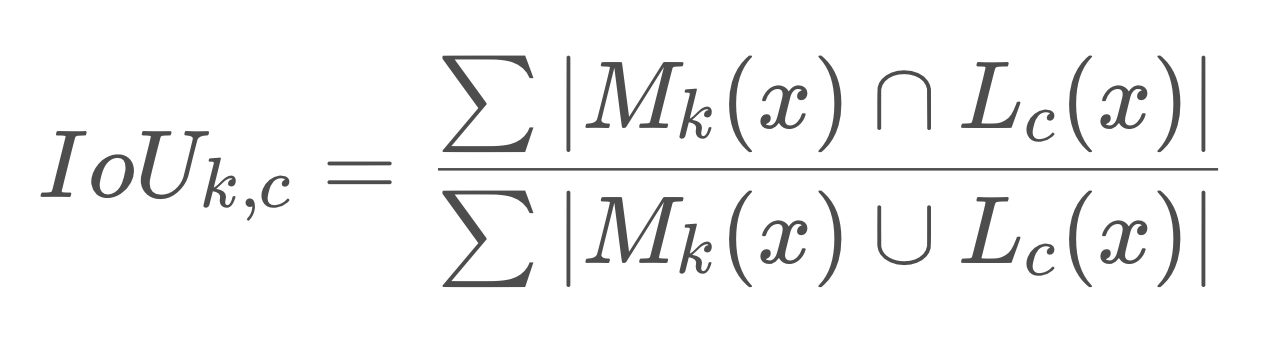 $IoU_{k,c} = \frac{\sum |M_k(x) \cap L_c(x)|}{\sum |M_k(x) \cup L_c(x)|}$